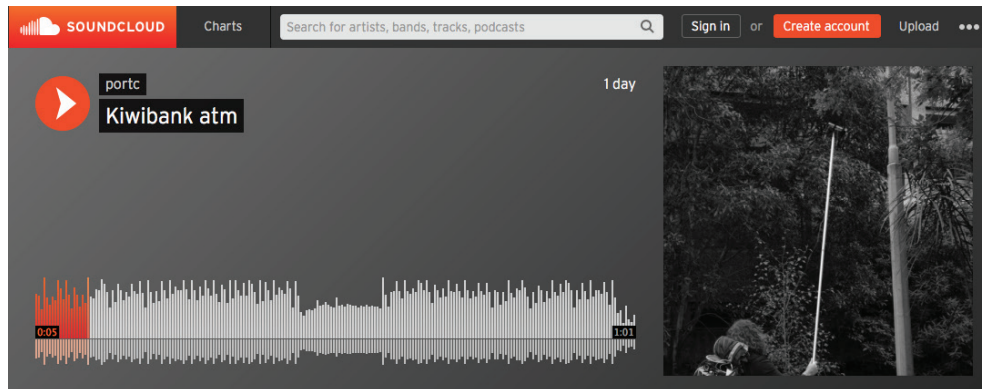 SOUNDCLOUD Charts Search for artists, bands, tracks, podcasts Sign in or Create account Upload
portc 1 day
Kiwibank atm
0:05 1:01